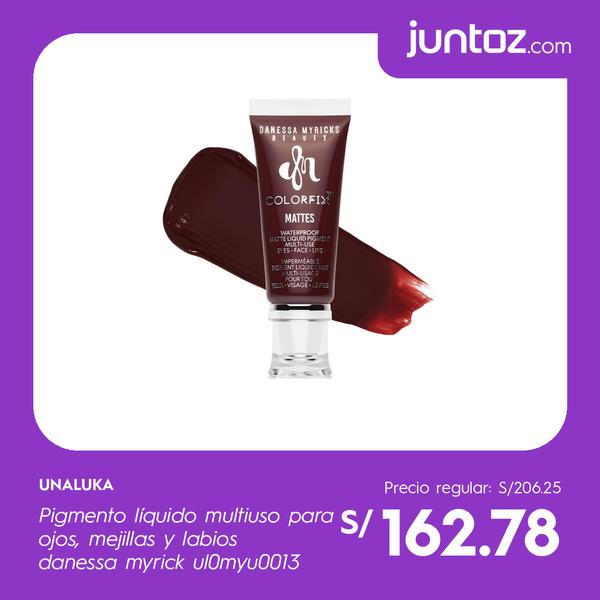 juntoz.com
DANESSA MYRICKS
BEAUTY
COLORFIX
MATTES
WATERPROOF
MATTE LIQUID PIGMENT
MULTI-USE
EYES • FACE • LIPS
IMPERMÉABLE
PIGMENT LIQUIDE MAT
MULTI-USAGE
POUR TOUT
YEUX • VISAGE • LÈVRES
UNALUKA
Precio regular: S/206.25
Pigmento líquido multiuso para
ojos, mejillas y labios
danessa myrick ul0myu0013
S/ 162.78